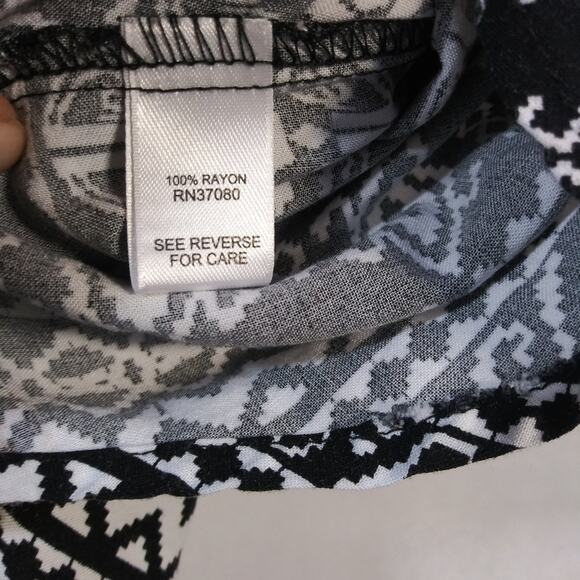 100% RAYON
RN37080
SEE REVERSE
FOR CARE